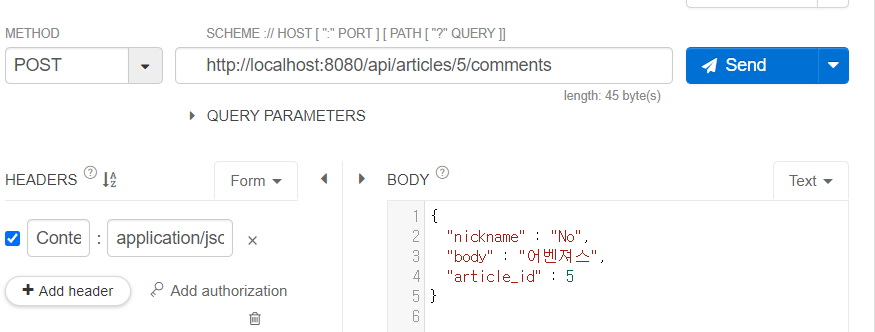 METHOD
SCHEME :// HOST [ ":" PORT ] [ PATH [ "?" QUERY ]]
POST
http://localhost:8080/api/articles/5/comments
Send
length: 45 byte(s)
QUERY PARAMETERS
HEADERS ? A Z
Form
BODY ?
Text
Conte : application/jsc ×
+ Add header
Add authorization
1 {
2 "nickname" : "No",
3 "body" : "어벤져스",
4 "article_id" : 5
5 }
6